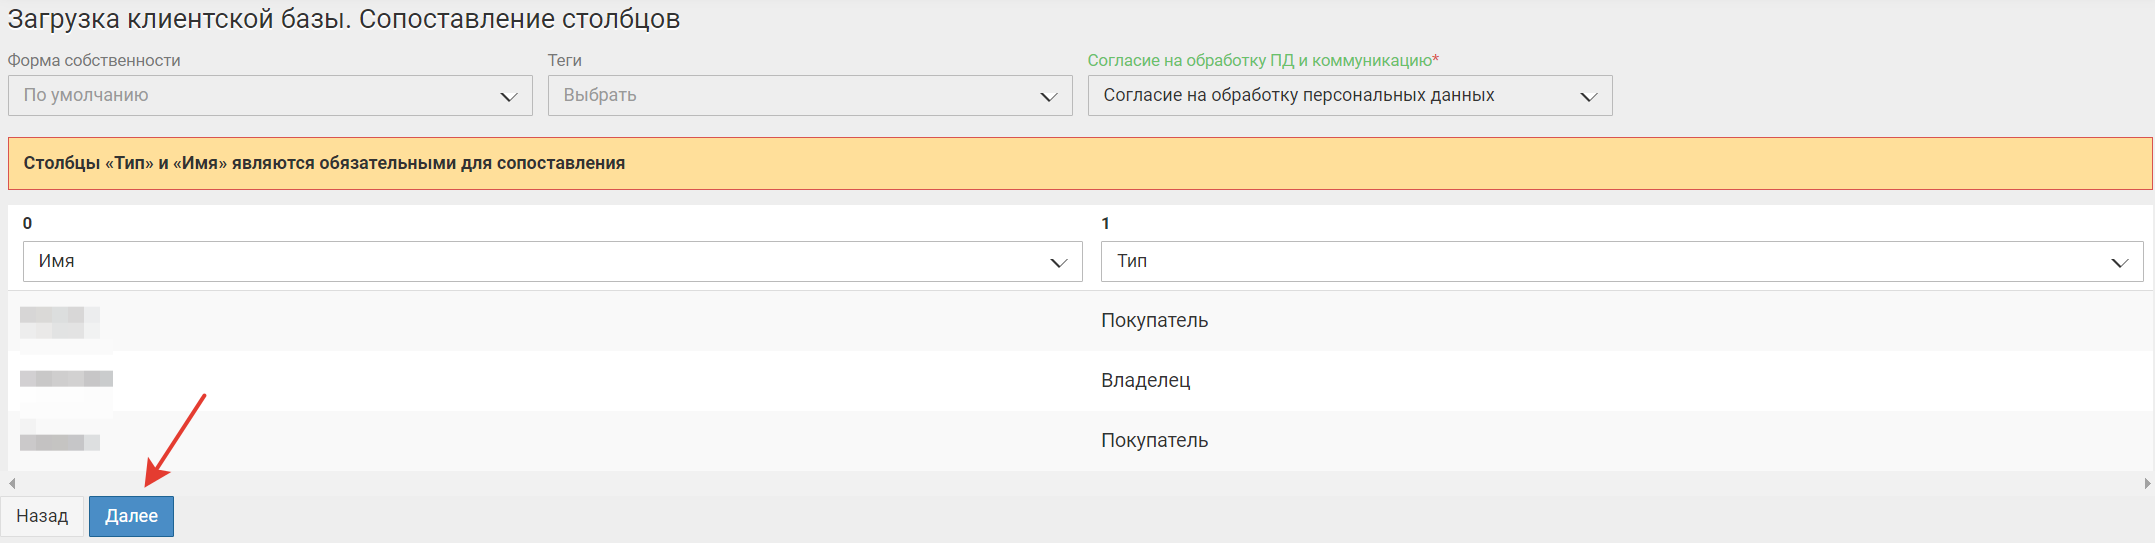 Загрузка клиентской базы. Сопоставление столбцов
Форма собственности
Теги
Согласие на обработку ПД и коммуникацию*
По умолчанию
Выбрать
Согласие на обработку персональных данных
Столбцы «Тип» и «Имя» являются обязательными для сопоставления
0
1
Имя
Тип
Покупатель
Владелец
Покупатель
Назад
Далее